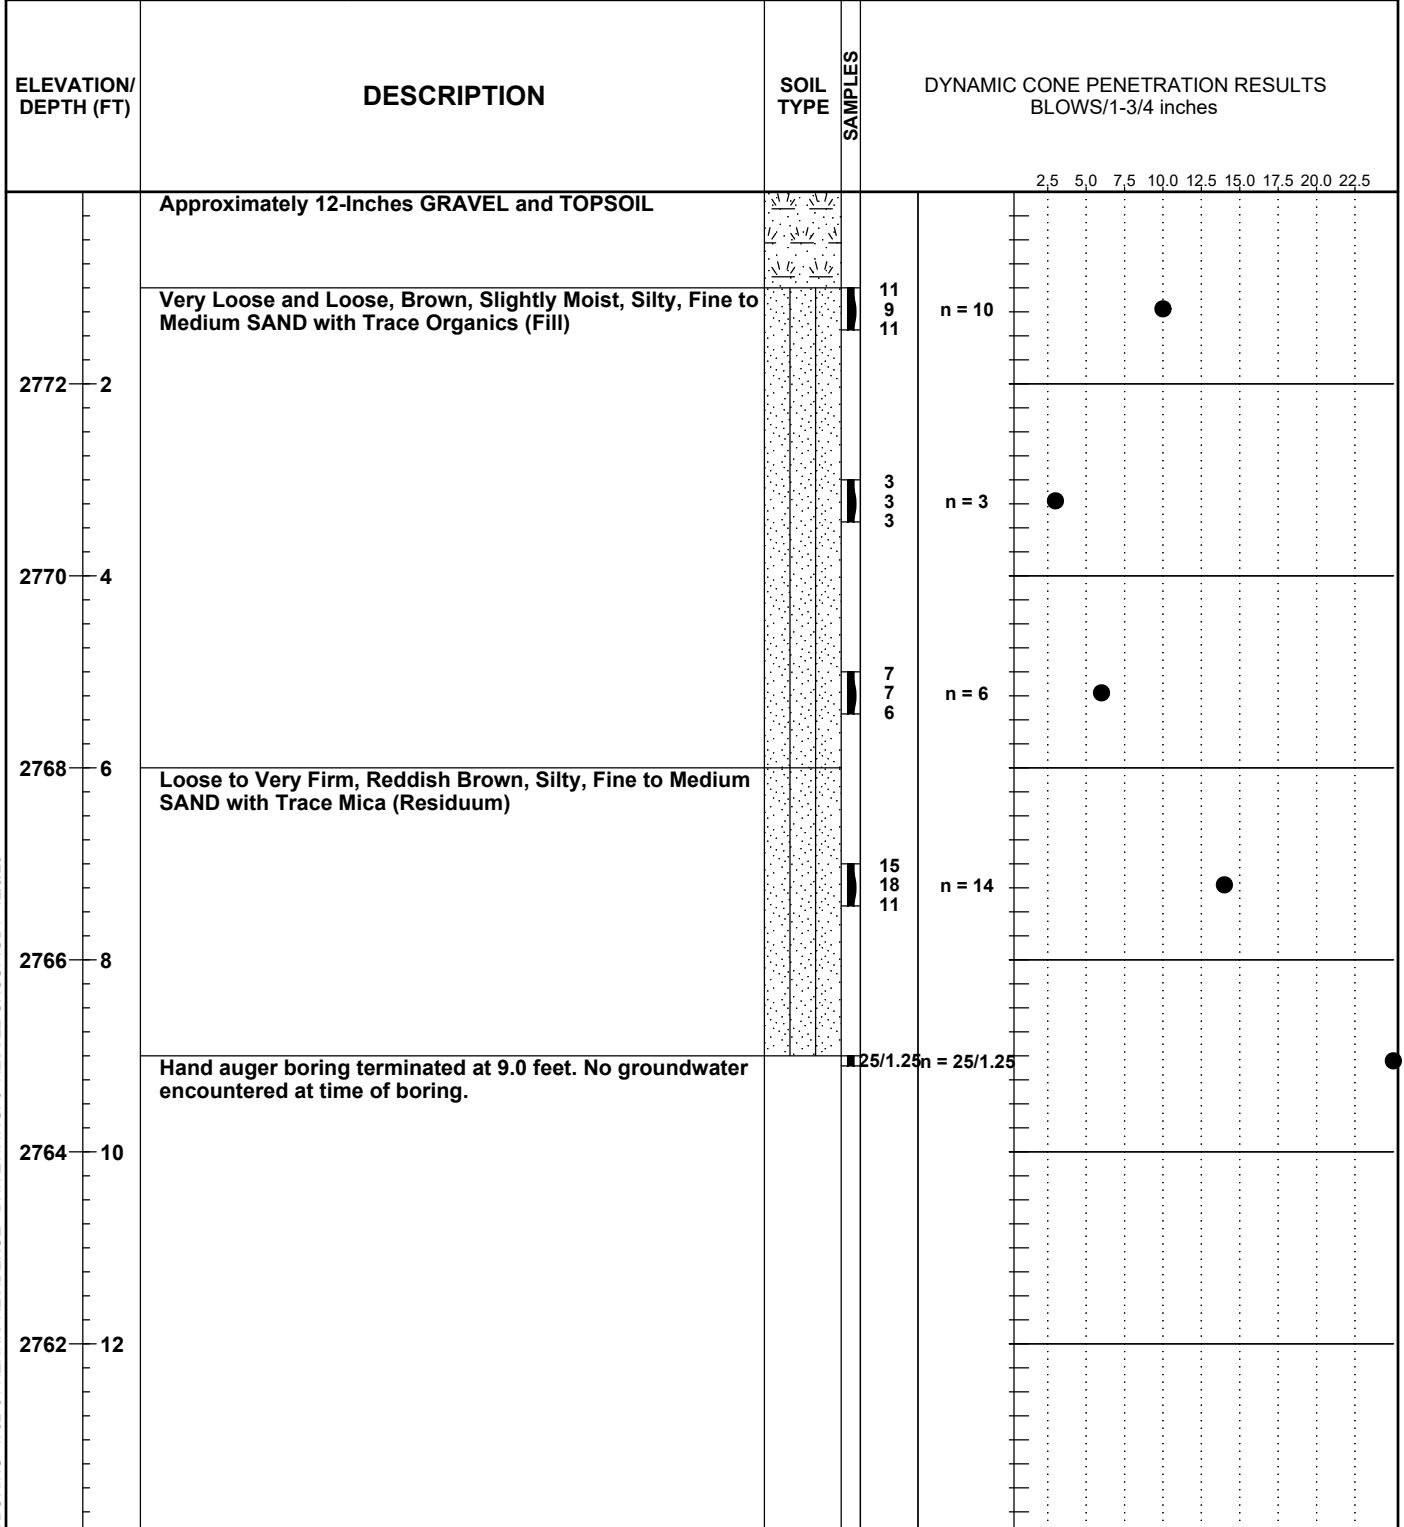 ELEVATION/
DEPTH (FT)
DESCRIPTION
SOIL
TYPE
SAMPLES
DYNAMIC CONE PENETRATION RESULTS
BLOWS/1-3/4 inches
2.5 5.0 7.5 10.0 12.5 15.0 17.5 20.0 22.5
Approximately 12-Inches GRAVEL and TOPSOIL
Very Loose and Loose, Brown, Slightly Moist, Silty, Fine to
Medium SAND with Trace Organics (Fill)
11
9 n = 10
11
2772 2
3
3 n = 3
3
2770 4
7
7 n = 6
6
2768 6
Loose to Very Firm, Reddish Brown, Silty, Fine to Medium
SAND with Trace Mica (Residuum)
15
18 n = 14
11
2766 8
Hand auger boring terminated at 9.0 feet. No groundwater
encountered at time of boring.
25/1.25 n = 25/1.25
2764 10
2762 12